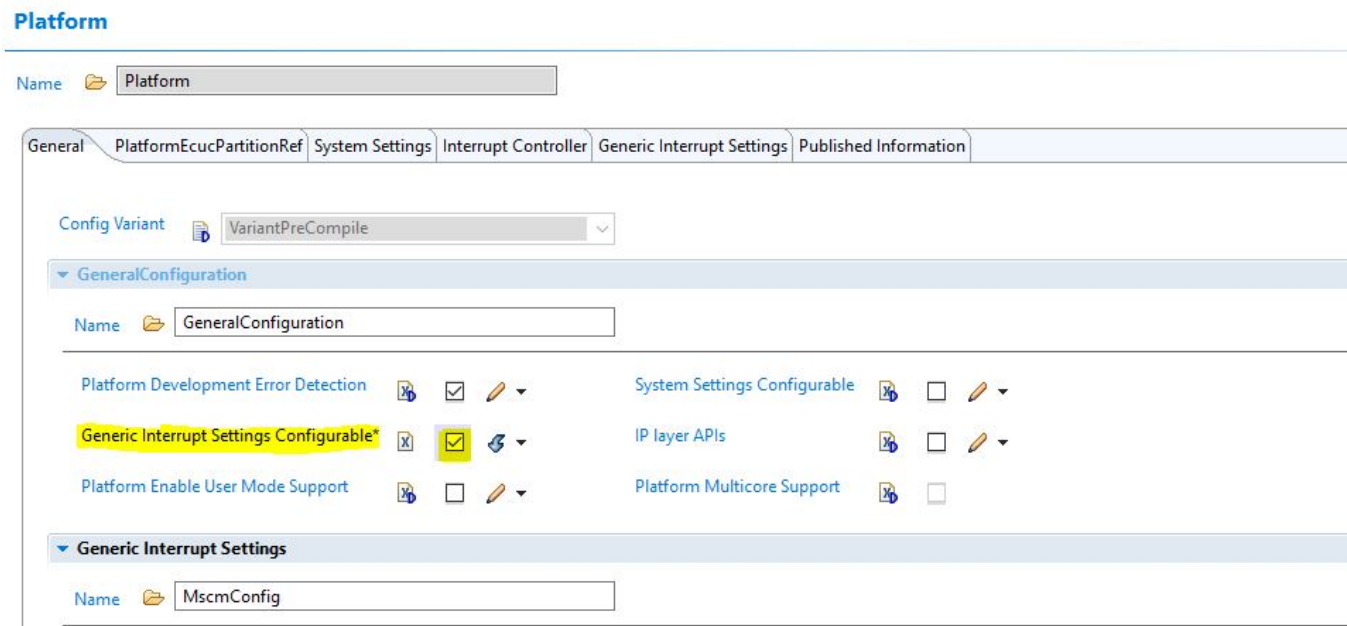 Platform
Name Platform
General PlatformEcucPartitionRef System Settings Interrupt Controller Generic Interrupt Settings Published Information
Config Variant VariantPreCompile
GeneralConfiguration
Name GeneralConfiguration
Platform Development Error Detection System Settings Configurable
Generic Interrupt Settings Configurable* IP layer APIs
Platform Enable User Mode Support Platform Multicore Support
Generic Interrupt Settings
Name MscmConfig